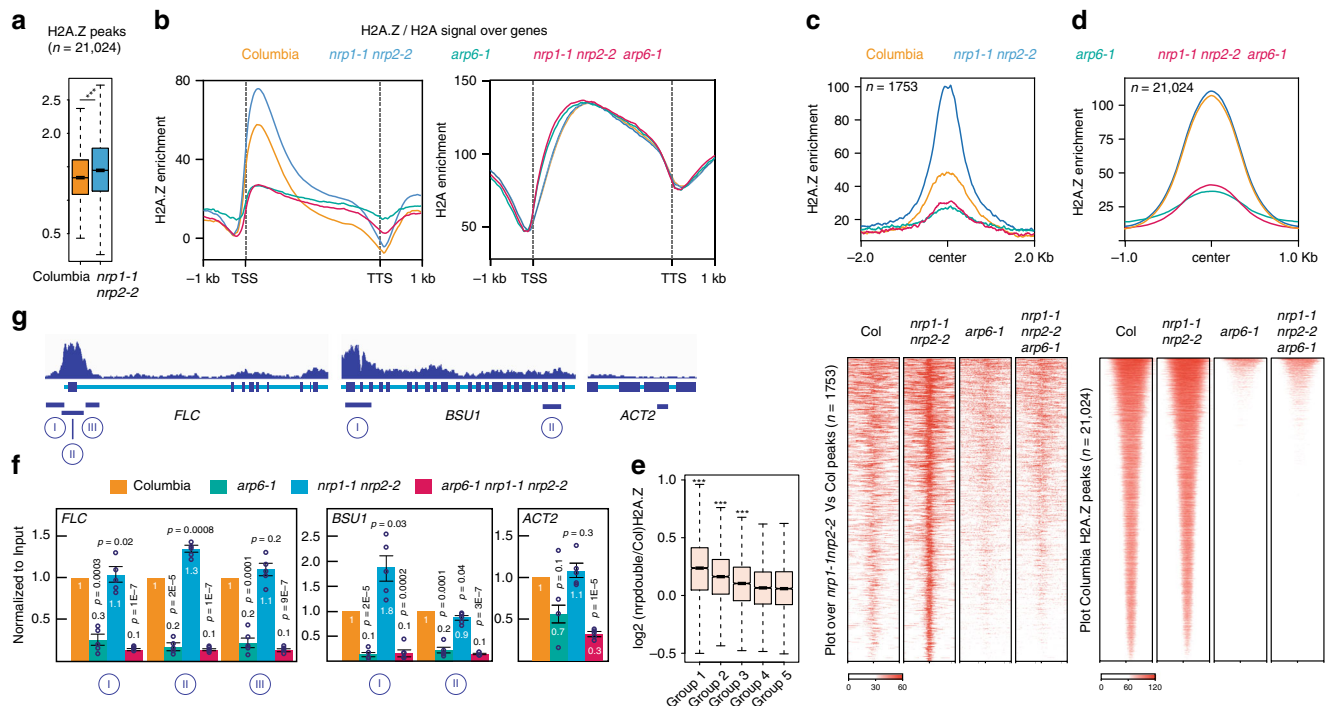 a
H2A.Z peaks
(n = 21,024)
2.5
2.0
0.5
Columbia nrp1-1
nrp2-2
b
H2A.Z / H2A signal over genes
Columbia nrp1-1 nrp2-2 arp6-1 nrp1-1 nrp2-2 arp6-1
H2A.Z enrichment
80
40
0
−1 kb TSS TTS 1 kb
H2A enrichment
150
100
50
−1 kb TSS TTS 1 kb
c
Columbia nrp1-1 nrp2-2
n = 1753
H2A.Z enrichment
100
80
60
40
20
−2.0 center 2.0 Kb
d
arp6-1 nrp1-1 nrp2-2 arp6-1
n = 21,024
H2A.Z enrichment
100
75
50
25
−1.0 center 1.0 Kb
Col nrp1-1 nrp2-2 arp6-1 nrp1-1 nrp2-2 arp6-1
Plot over nrp1-1nrp2-2 Vs Col peaks (n = 1753)
0 30 60
Col nrp1-1 nrp2-2 arp6-1 nrp1-1 nrp2-2 arp6-1
Plot Columbia H2A.Z peaks (n = 21,024)
0 60 120
g
FLC
I II III
BSU1
I II
ACT2
f
Columbia arp6-1 nrp1-1 nrp2-2 arp6-1 nrp1-1 nrp2-2
Normalized to Input
FLC
1.5
1.0
0.5
1 0.3 p = 0.0003 1.1 p = 0.02 0.1 p = 1E−7
1 0.2 p = 2E−5 1.3 p = 0.0008 0.1 p = 1E−7
1 0.2 p = 0.0001 1.1 p = 0.2 0.1 p = 9E−7
I II III
BSU1
2.5
2.0
1.5
1.0
0.5
1 0.1 p = 2E−5 1.8 p = 0.03 0.1 p = 0.0002
1 0.2 p = 0.0001 0.9 p = 0.04 0.1 p = 3E−7
I II
ACT2
1.5
1.0
0.5
1 0.7 p = 0.1 1.1 p = 0.3 0.3 p = 1E−5
e
log2 (nrpdouble/Col)H2A.Z
1.0
0.5
0.0
−0.5
*** *** ***
Group 1
Group 2
Group 3
Group 4
Group 5